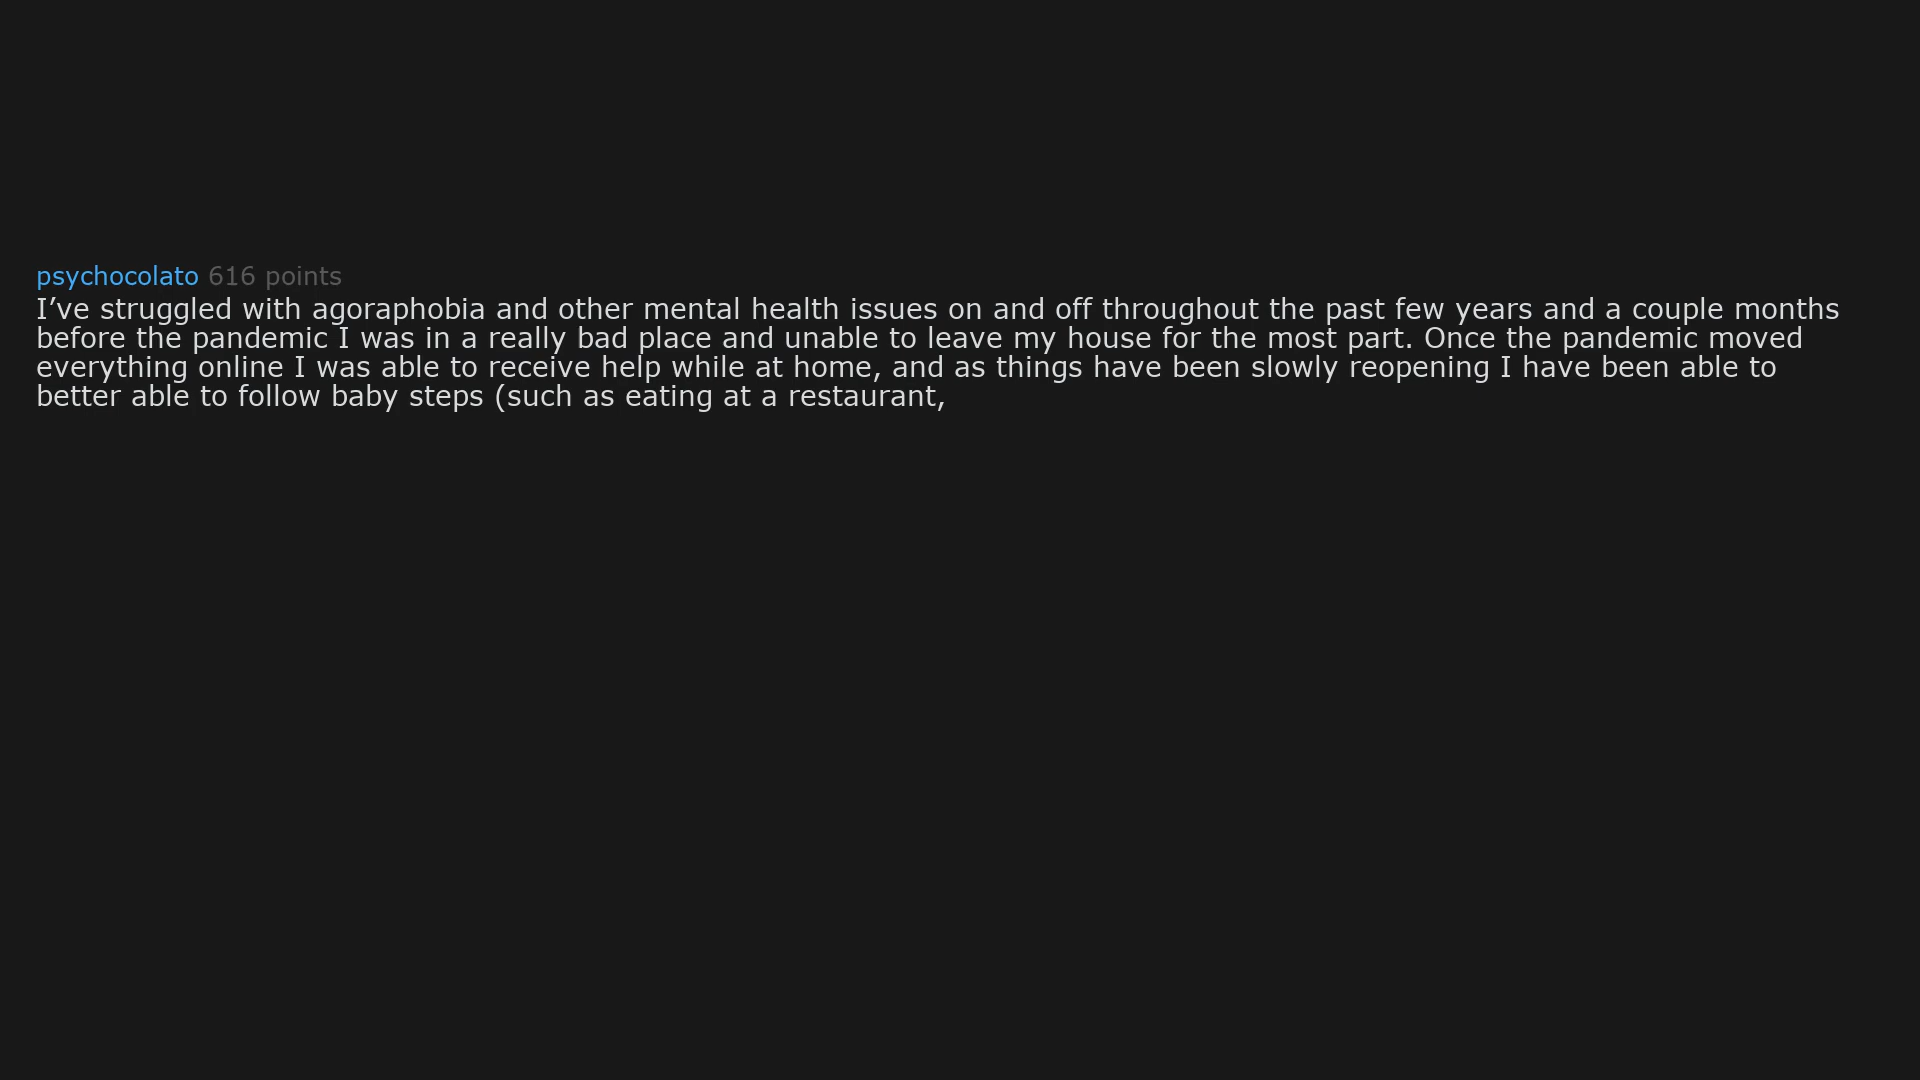 psychocolato 616 points
I’ve struggled with agoraphobia and other mental health issues on and off throughout the past few years and a couple months
before the pandemic I was in a really bad place and unable to leave my house for the most part. Once the pandemic moved
everything online I was able to receive help while at home, and as things have been slowly reopening I have been able to
better able to follow baby steps (such as eating at a restaurant,